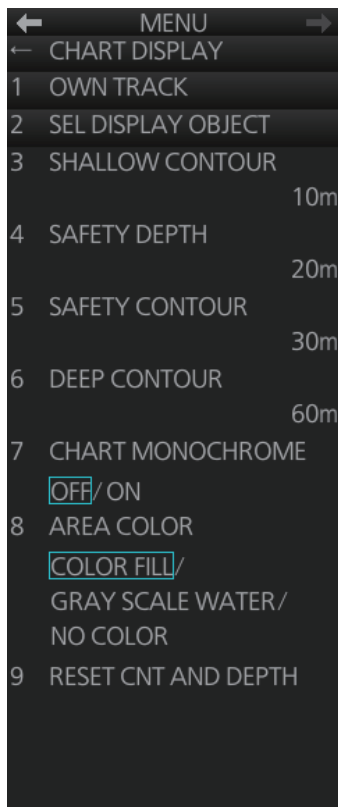 ← MENU →
← CHART DISPLAY
1 OWN TRACK
2 SEL DISPLAY OBJECT
3 SHALLOW CONTOUR
10m
4 SAFETY DEPTH
20m
5 SAFETY CONTOUR
30m
6 DEEP CONTOUR
60m
7 CHART MONOCHROME
OFF/ON
8 AREA COLOR
COLOR FILL/
GRAY SCALE WATER/
NO COLOR
9 RESET CNT AND DEPTH